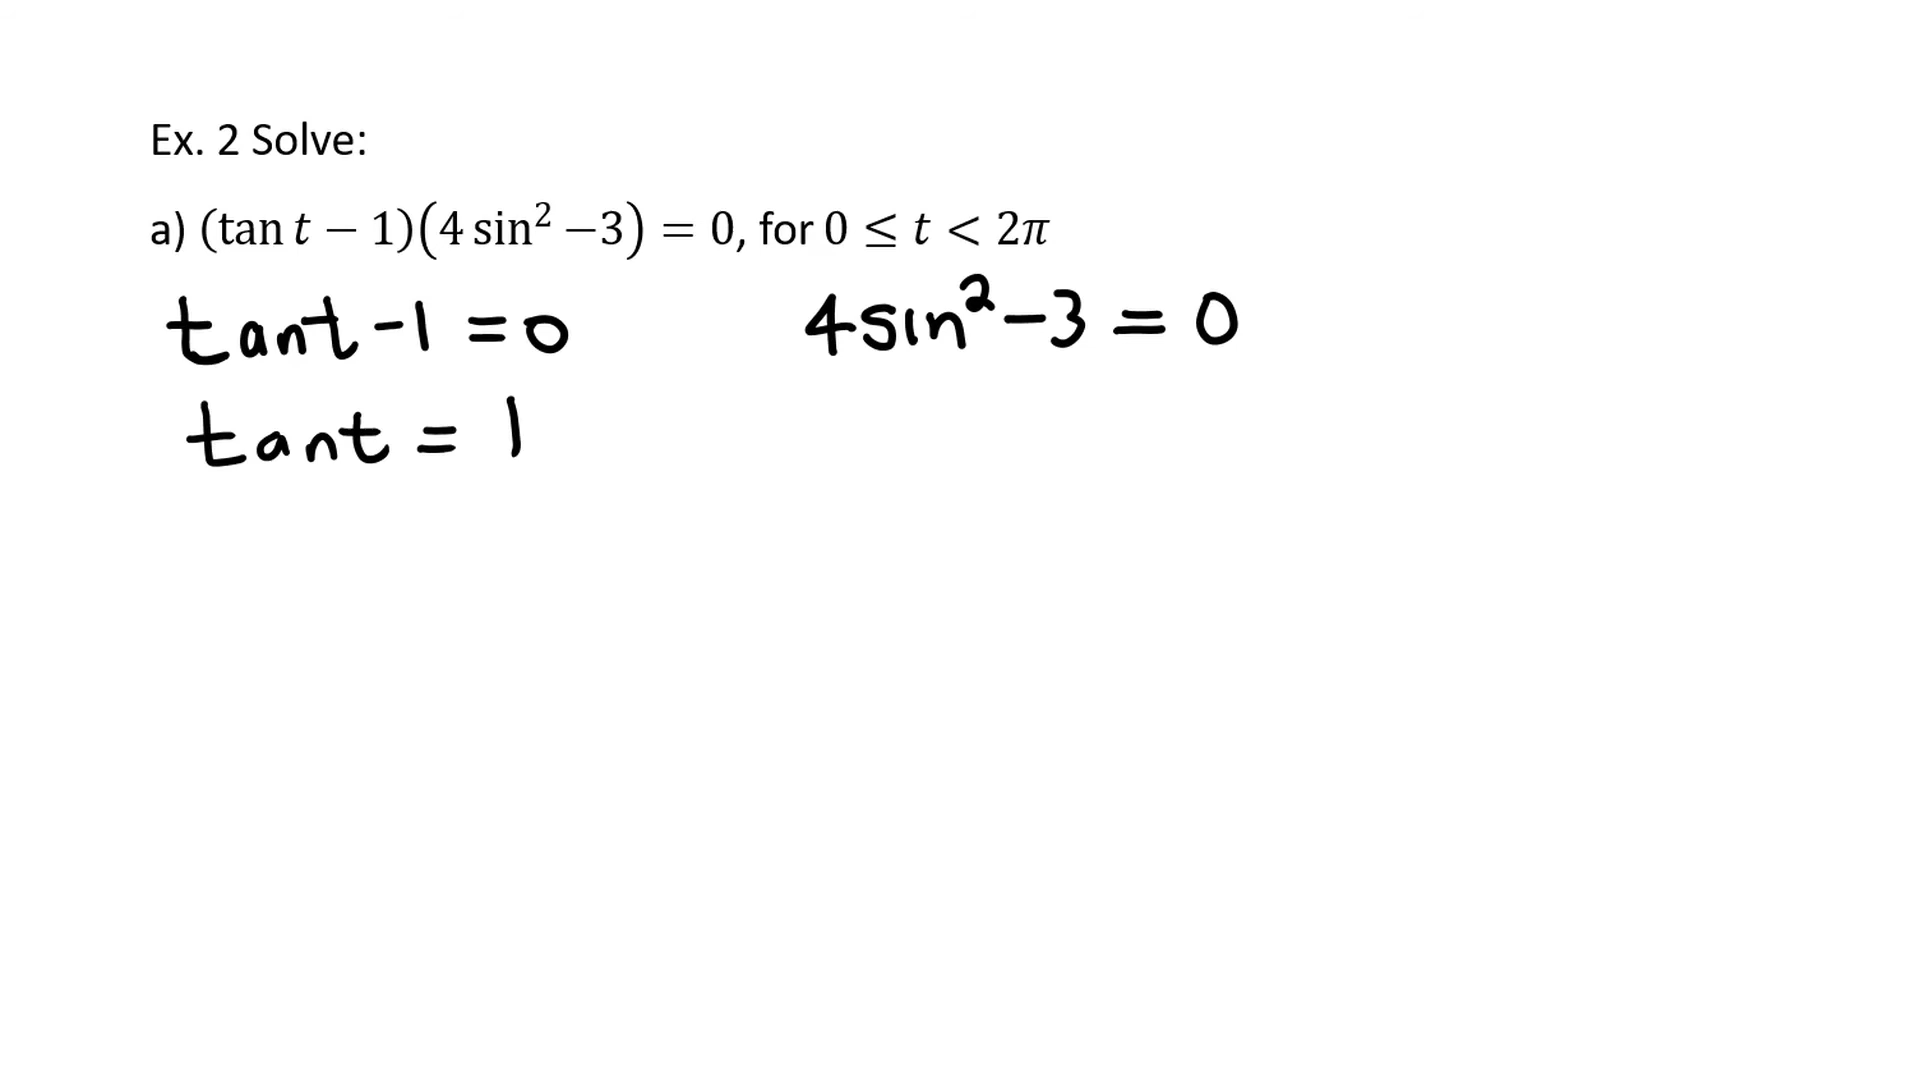 Ex. 2 Solve:
a) (tan t − 1)(4 sin² −3) = 0, for 0 ≤ t < 2π
tant -1 = 0 4sin² -3 = 0
tant = 1